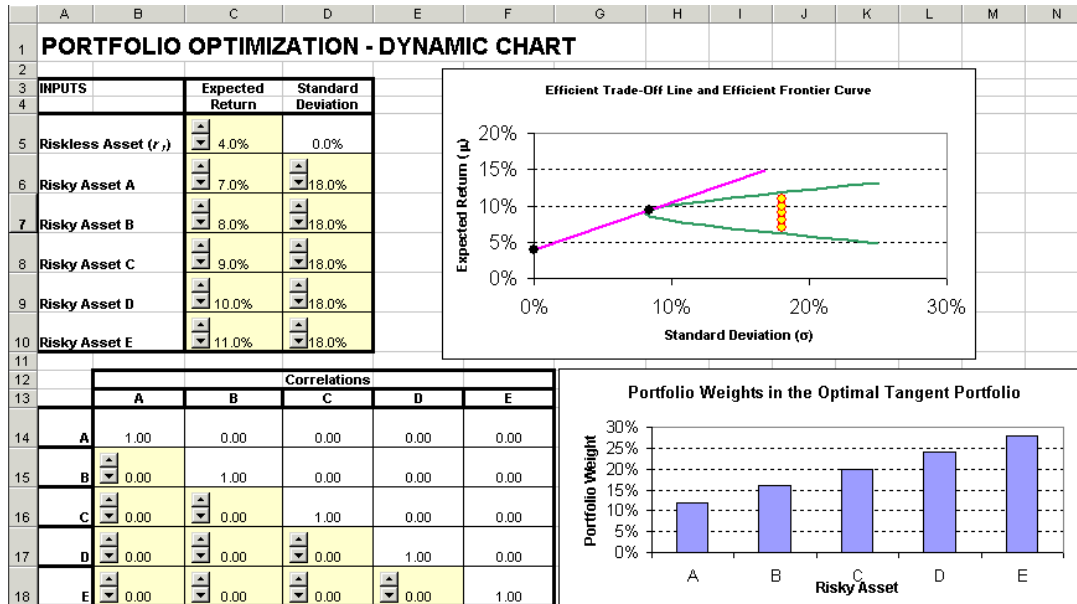 A B C D E F G H I J K L M N
1 PORTFOLIO OPTIMIZATION - DYNAMIC CHART
2
3 INPUTS Expected Standard
4 Return Deviation
5 Riskless Asset (r f) 4.0% 0.0%
6 Risky Asset A 7.0% 18.0%
7 Risky Asset B 8.0% 18.0%
8 Risky Asset C 9.0% 18.0%
9 Risky Asset D 10.0% 18.0%
10 Risky Asset E 11.0% 18.0%
Efficient Trade-Off Line and Efficient Frontier Curve
Expected Return (μ)
20%
15%
10%
5%
0%
0% 10% 20% 30%
Standard Deviation (σ)
11
12 Correlations
13 A B C D E
14 A 1.00 0.00 0.00 0.00 0.00
15 B 0.00 1.00 0.00 0.00 0.00
16 C 0.00 0.00 1.00 0.00 0.00
17 D 0.00 0.00 0.00 1.00 0.00
18 E 0.00 0.00 0.00 0.00 1.00
Portfolio Weights in the Optimal Tangent Portfolio
Portfolio Weight
30%
25%
20%
15%
10%
5%
0%
A B C D E
Risky Asset